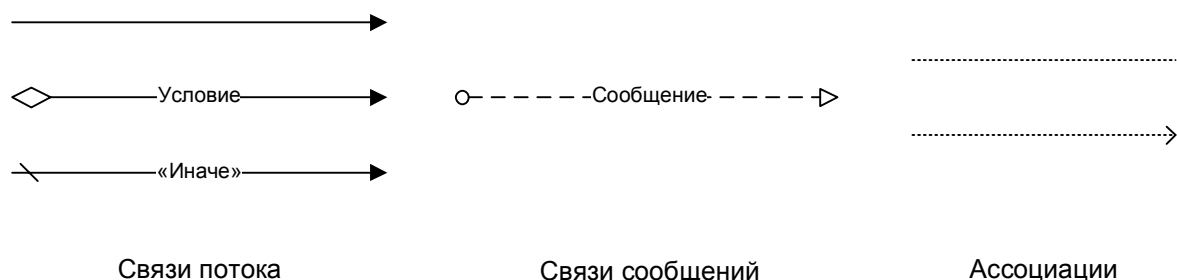 Условие
Сообщение
«Иначе»
Связи потока
Связи сообщений
Ассоциации